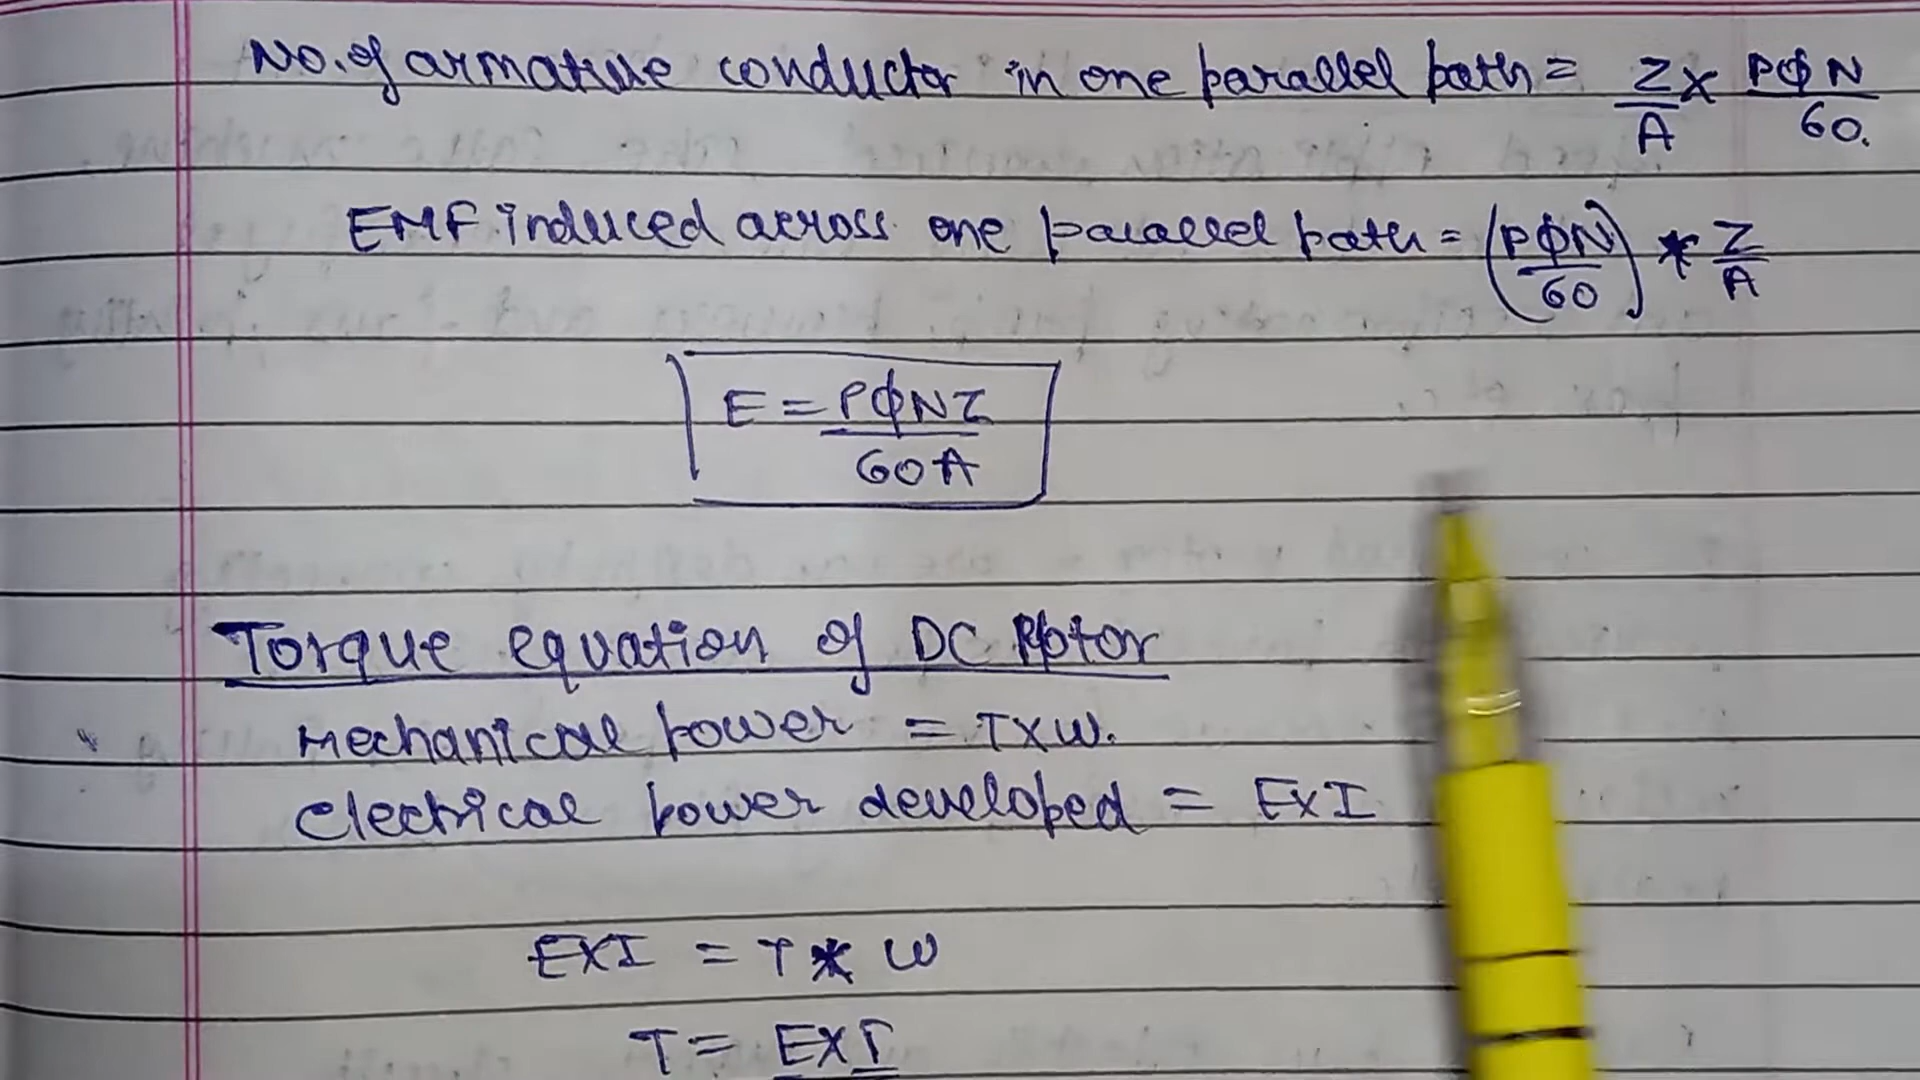 No. of armature conductor in one parallel path = Z/A × PΦN/60.
EMF induced across one parallel path = (PΦN/60) * Z/A
E = PΦNZ/60A
Torque equation of DC Motor
Mechanical power = T×W.
electrical power developed = E×I
E×I = T * W
T = E×I